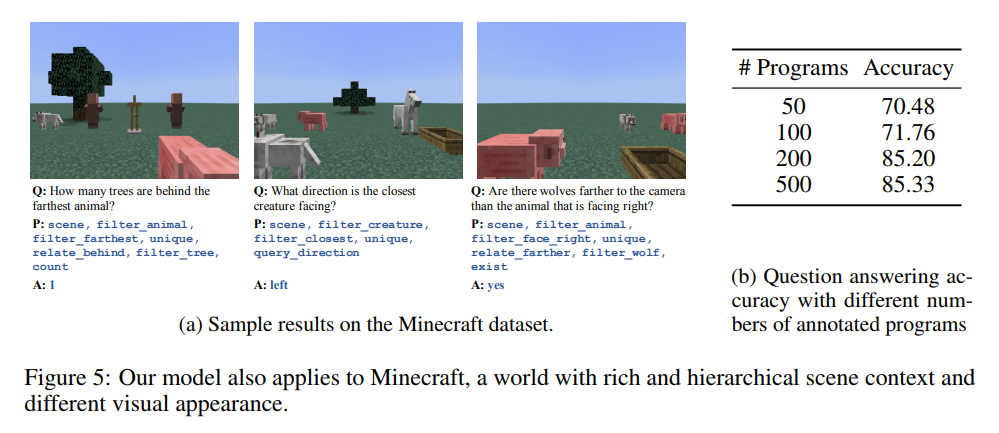 Q: How many trees are behind the
farthest animal?
P: scene, filter_animal,
filter_farthest, unique,
relate_behind, filter_tree,
count
A: 1
Q: What direction is the closest
creature facing?
P: scene, filter_creature,
filter_closest, unique,
query_direction
A: left
Q: Are there wolves farther to the camera
than the animal that is facing right?
P: scene, filter_animal,
filter_face_right, unique,
relate_farther, filter_wolf,
exist
A: yes
(a) Sample results on the Minecraft dataset.
# Programs Accuracy
50 70.48
100 71.76
200 85.20
500 85.33
(b) Question answering ac-
curacy with different num-
bers of annotated programs
Figure 5: Our model also applies to Minecraft, a world with rich and hierarchical scene context and
different visual appearance.